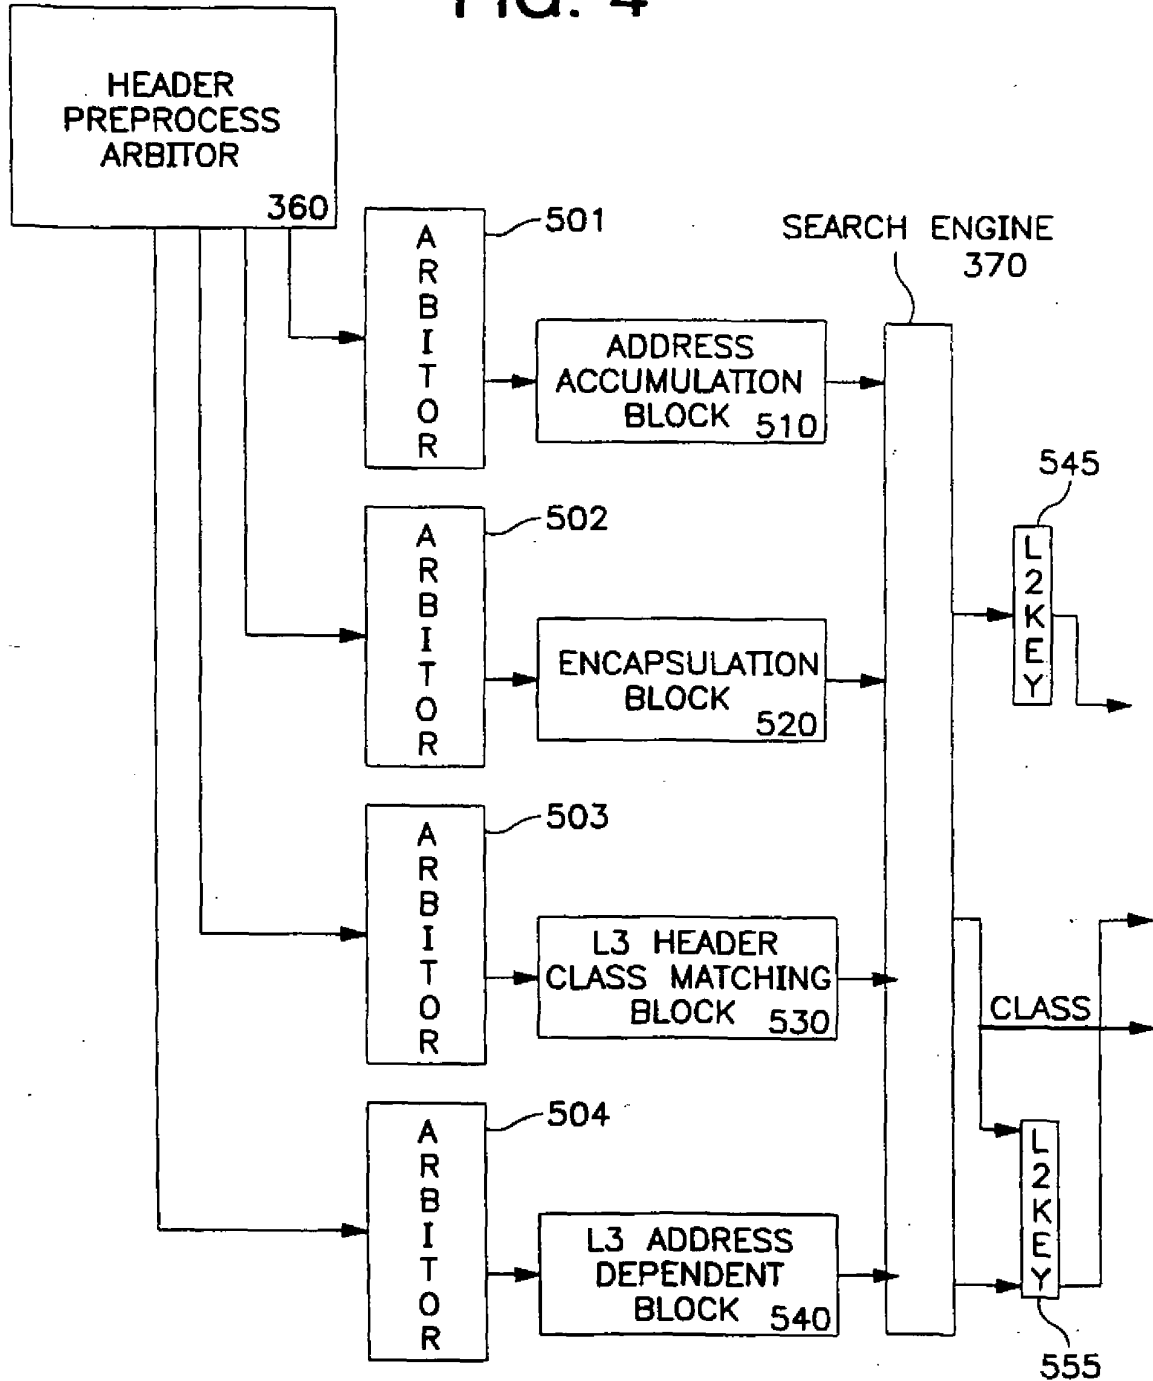 FIG. 4
HEADER
PREPROCESS
ARBITOR
360
ARBITOR
501
SEARCH ENGINE
370
ADDRESS
ACCUMULATION
BLOCK 510
545
L2KEY
ARBITOR
502
ENCAPSULATION
BLOCK
520
ARBITOR
503
L3 HEADER
CLASS MATCHING
BLOCK 530
CLASS
ARBITOR
504
L3 ADDRESS
DEPENDENT
BLOCK 540
L2KEY
555